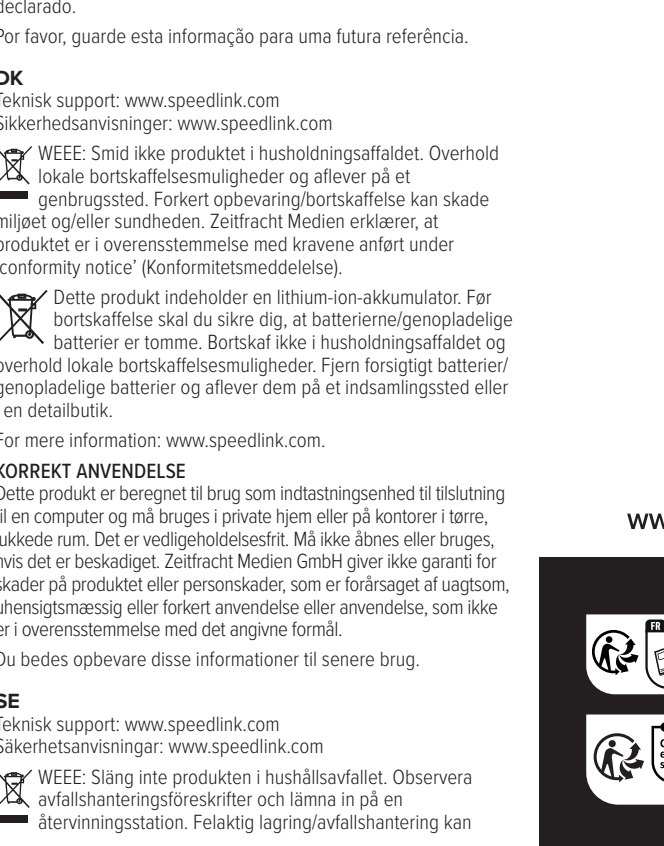 declarado.
Por favor, guarde esta informação para uma futura referência.
DK
Teknisk support: www.speedlink.com
Sikkerhedsanvisninger: www.speedlink.com
WEEE: Smid ikke produktet i husholdningsaffaldet. Overhold
lokale bortskaffelsesmuligheder og aflever på et
genbrugssted. Forkert opbevaring/bortskaffelse kan skade
miljøet og/eller sundheden. Zeitfracht Medien erklærer, at
produktet er i overensstemmelse med kravene anført under
conformity notice’ (Konformitetsmeddelelse).
Dette produkt indeholder en lithium-ion-akkumulator. Før
bortskaffelse skal du sikre dig, at batterierne/genopladelige
batterier er tomme. Bortskaf ikke i husholdningsaffaldet og
overhold lokale bortskaffelsesmuligheder. Fjern forsigtigt batterier/
genopladelige batterier og aflever dem på et indsamlingssted eller
en detailbutik.
For mere information: www.speedlink.com.
KORREKT ANVENDELSE
Dette produkt er beregnet til brug som indtastningsenhed til tilslutning
til en computer og må bruges i private hjem eller på kontorer i tørre,
lukkede rum. Det er vedligeholdelsesfrit. Må ikke åbnes eller bruges,
hvis det er beskadiget. Zeitfracht Medien GmbH giver ikke garanti for
skader på produktet eller personskader, som er forårsaget af uagtsom,
uhensigtsmæssig eller forkert anvendelse eller anvendelse, som ikke
er i overensstemmelse med det angivne formål.
Du bedes opbevare disse informationer til senere brug.
SE
Teknisk support: www.speedlink.com
Säkerhetsanvisningar: www.speedlink.com
WEEE: Släng inte produkten i hushållsavfallet. Observera
avfallshanteringsföreskrifter och lämna in på en
återvinningsstation. Felaktig lagring/avfallshantering kan
FR